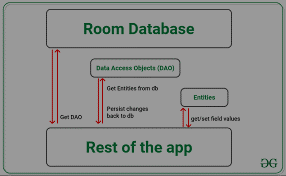 Room Database
Data Access Objects (DAO)
Get Entities from db
Entities
Persist changes
back to db
Get DAO
get/set field values
Rest of the app